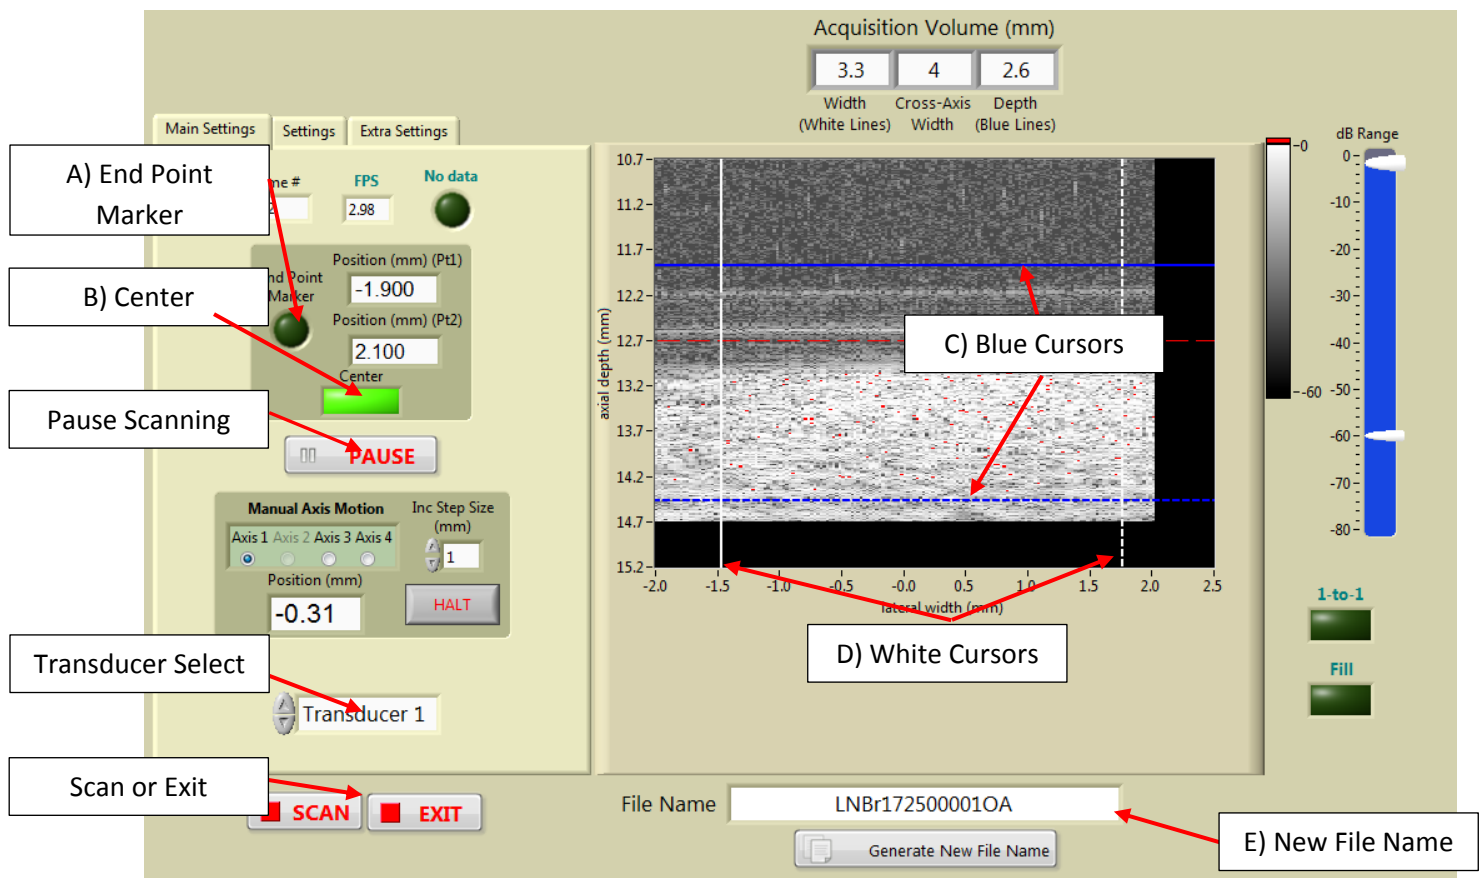 Acquisition Volume (mm)
3.3 4 2.6
Width Cross-Axis Depth
(White Lines) Width (Blue Lines)
Main Settings Settings Extra Settings
A) End Point
Marker
FPS No data
2.98
Position (mm) (Pt1)
Point
-1.900
Marker
Position (mm) (Pt2)
2.100
Center
B) Center
Pause Scanning
PAUSE
Manual Axis Motion Inc Step Size
(mm)
Axis 1 Axis 2 Axis 3 Axis 4
1
Position (mm)
-0.31
HALT
Transducer Select
Transducer 1
Scan or Exit
SCAN EXIT
axial depth (mm)
10.7
11.2
11.7
12.2
12.7
13.2
13.7
14.2
14.7
15.2
-2.0 -1.5 -1.0 -0.5 -0.0 0.5 1.0 1.5 2.0 2.5
lateral width (mm)
C) Blue Cursors
D) White Cursors
-0
-60
dB Range
0
-10
-20
-30
-40
-50
-60
-70
-80
1-to-1
Fill
File Name LNBr172500001OA
Generate New File Name
E) New File Name